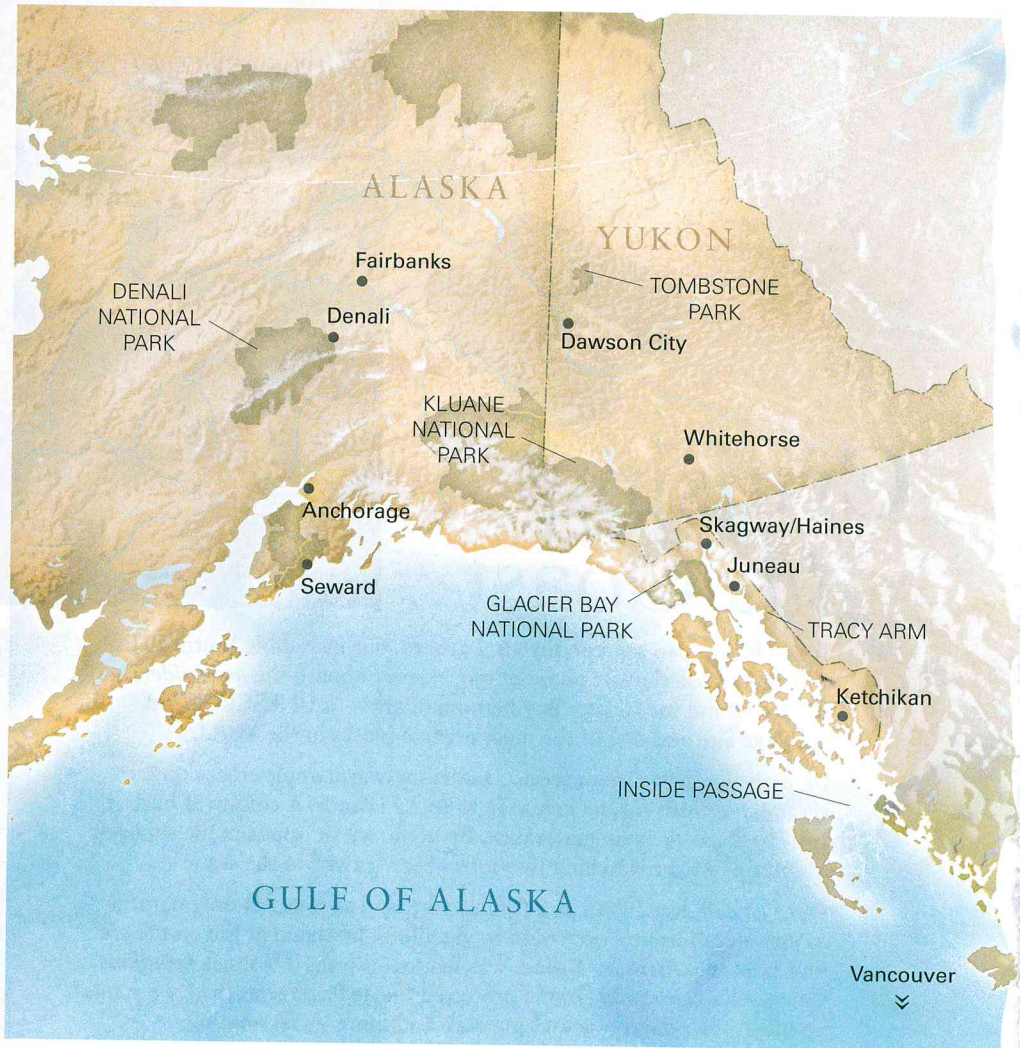 ALASKA
YUKON
Fairbanks
TOMBSTONE
PARK
DENALI
NATIONAL
PARK
Denali
Dawson City
KLUANE
NATIONAL
PARK
Whitehorse
Anchorage
Skagway/Haines
Juneau
Seward
GLACIER BAY
NATIONAL PARK
TRACY ARM
Ketchikan
INSIDE PASSAGE
GULF OF ALASKA
Vancouver